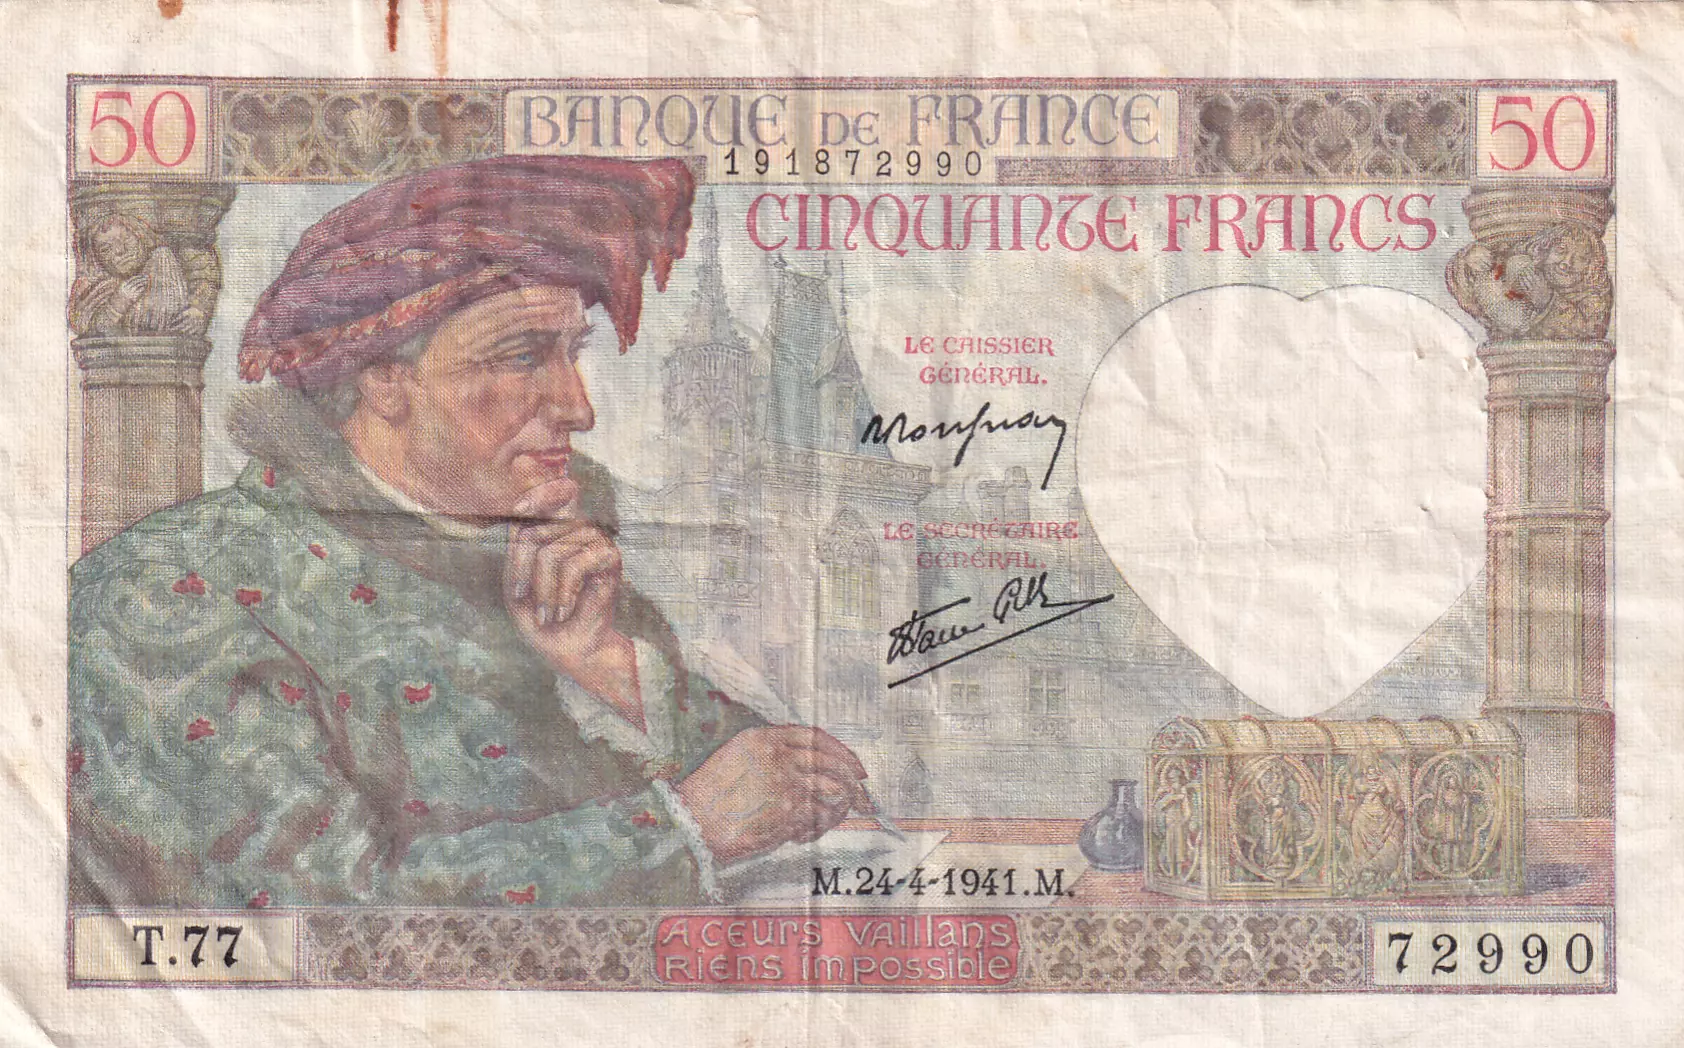 50 BANQUE DE FRANCE 50
191872990
CINQUANTE FRANCS
LE CAISSIER
GÉNÉRAL.
LE SECRÉTAIRE
GÉNÉRAL.
M.24-4-1941.M.
T.77
A CEURS VAILLANS
RIENS IMPOSSIBLE
72990